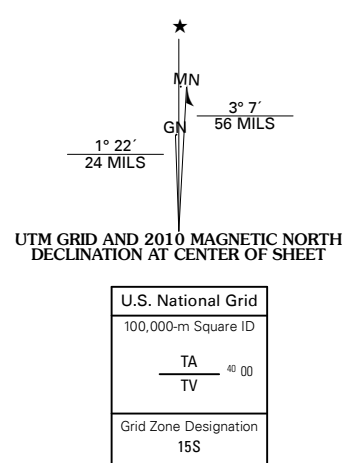 MN
3° 7´
56 MILS
GN
1° 22´
24 MILS
UTM GRID AND 2010 MAGNETIC NORTH
DECLINATION AT CENTER OF SHEET
U.S. National Grid
100,000-m Square ID
TA
40 00
TV
Grid Zone Designation
15S